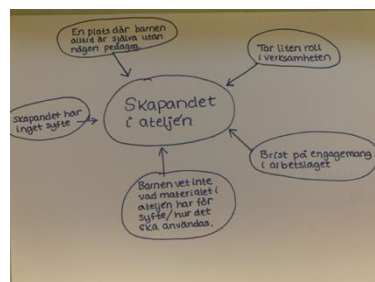 En plats där barnen
alltid är själva utan
någon pedagog.
Tar liten roll
i verksamheten
Skapandet har
inget syfte
Skapandet
i ateljén
Brist på engagemang
i arbetslaget
Barnen vet inte
vad materialet i
ateljén har för
syfte/hur det
ska användas.